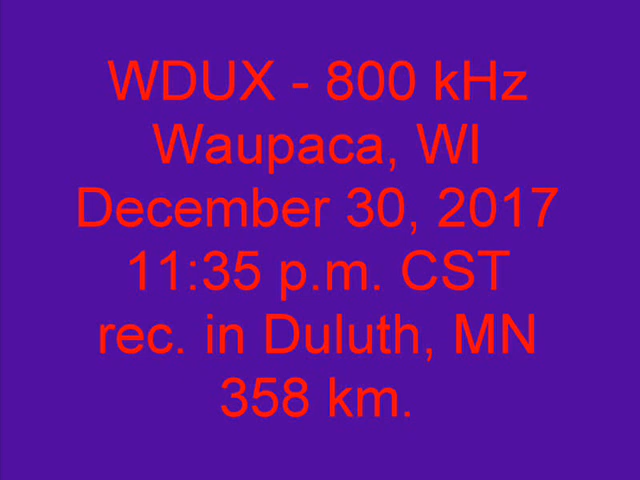 WDUX - 800 kHz
Waupaca, WI
December 30, 2017
11:35 p.m. CST
rec. in Duluth, MN
358 km.